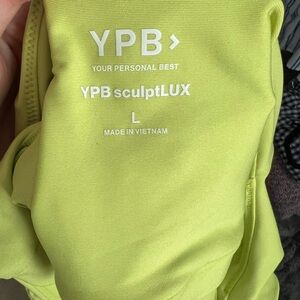 YPB>
YOUR PERSONAL BEST
YPB sculptLUX
L
MADE IN VIETNAM